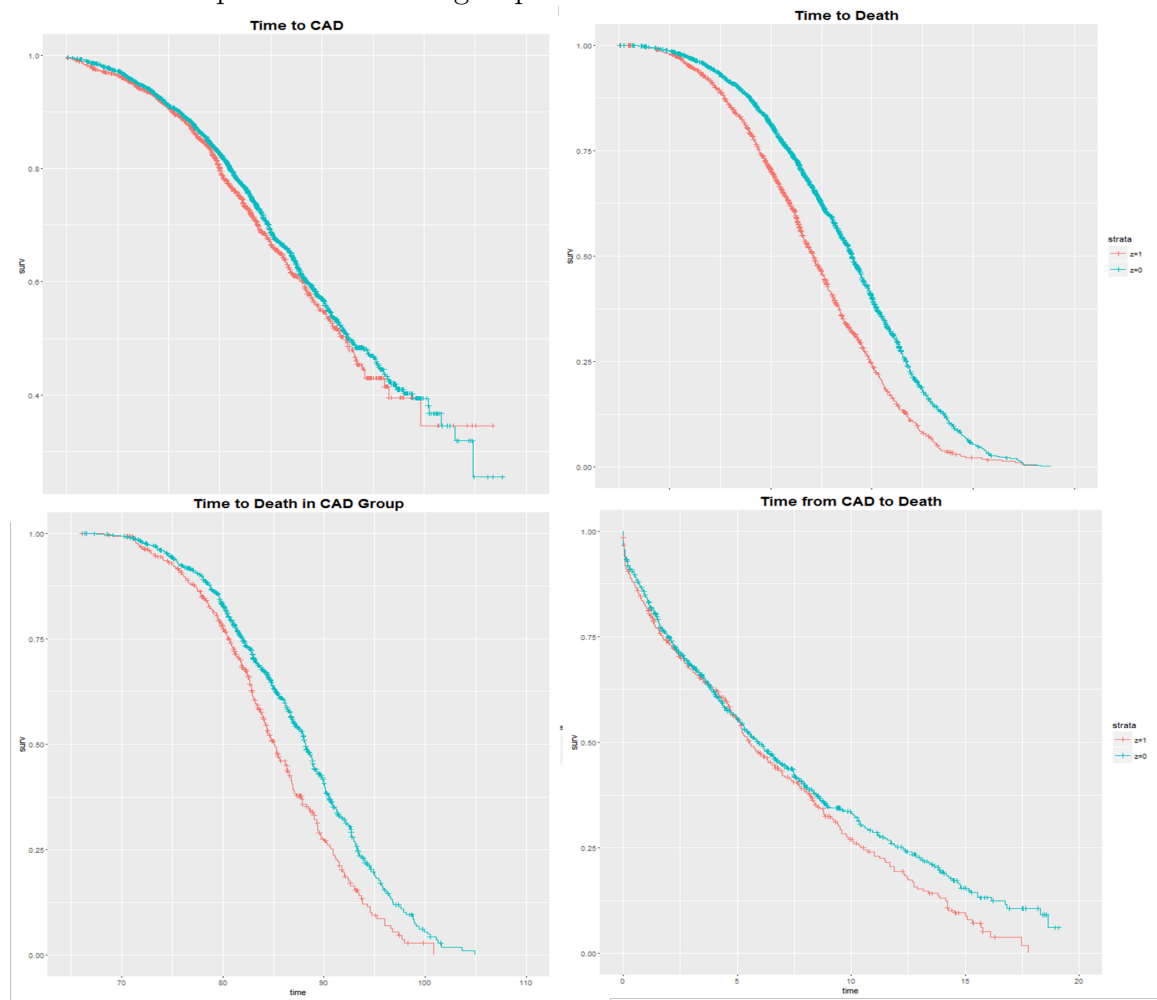 Time to CAD
1.0
0.8
0.6
0.4
surv
Time to Death
1.00
0.75
0.50
0.25
0.00
surv
strata
z=1
z=0
Time to Death in CAD Group
1.00
0.75
0.50
0.25
0.00
surv
70 80 90 100 110
time
Time from CAD to Death
1.00
0.75
0.50
0.25
0.00
surv
0 5 10 15 20
time
strata
z=1
z=0